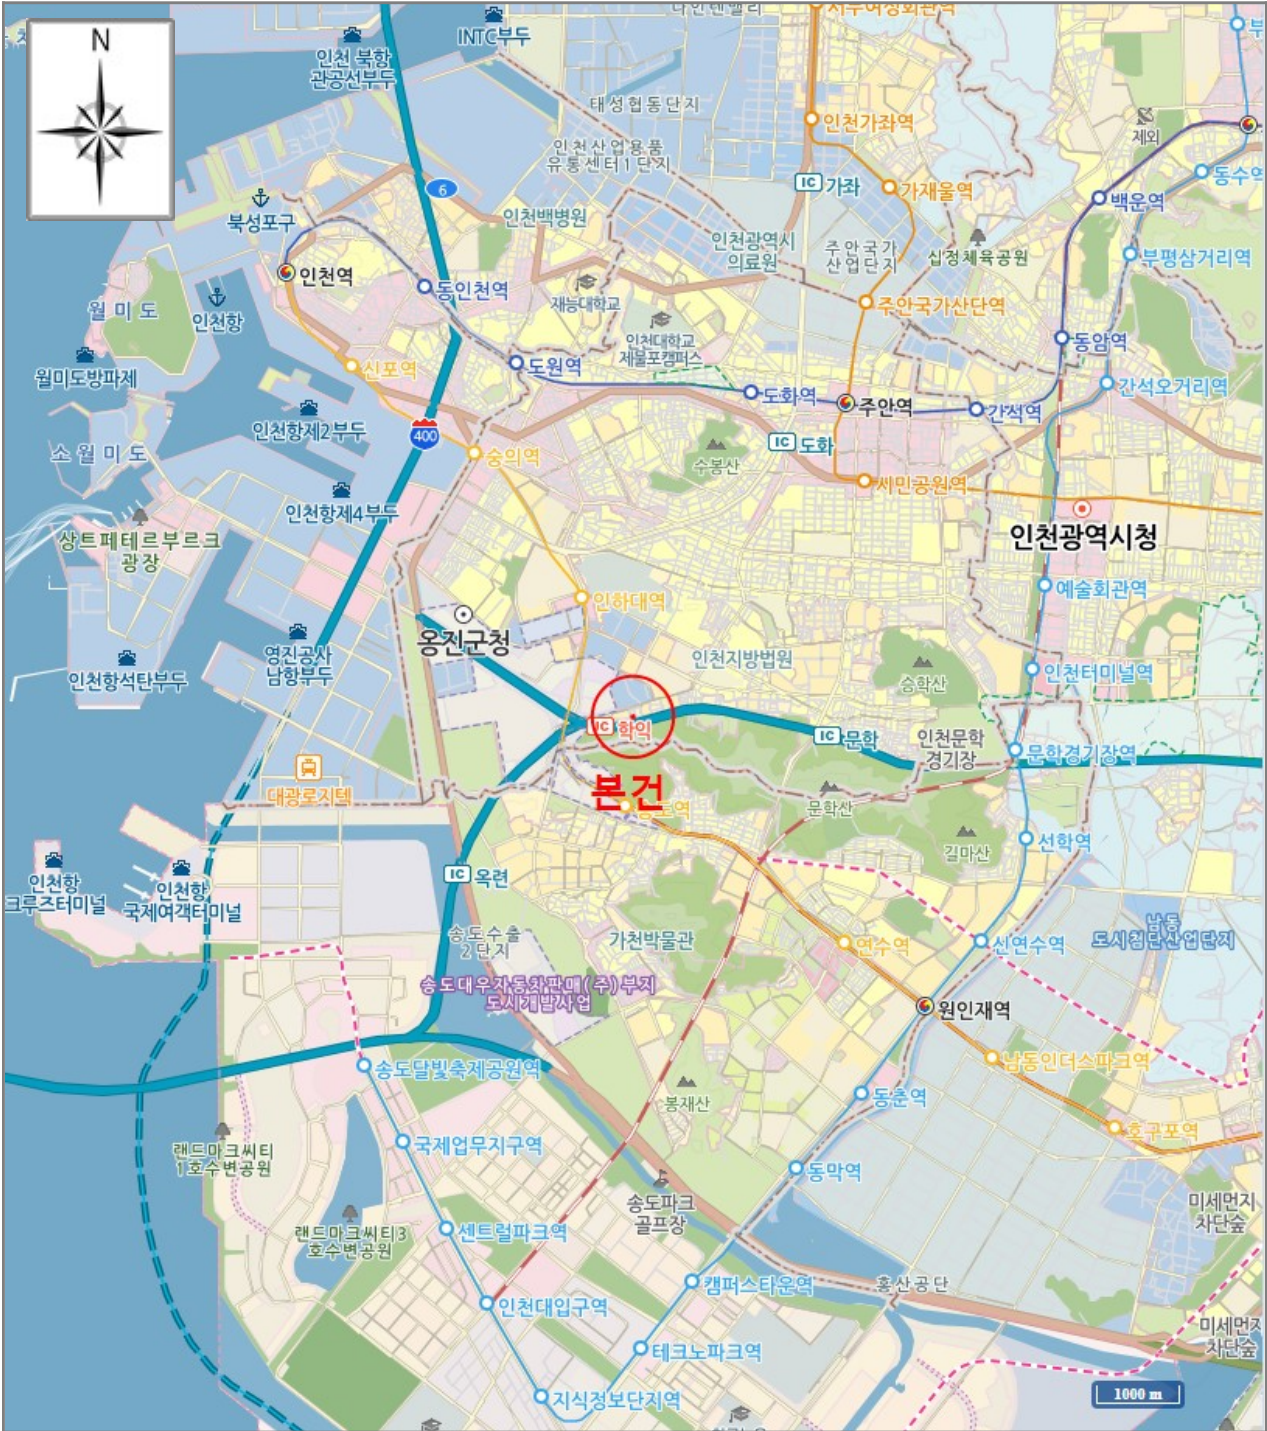 N
INTC부두
인천 북항
관공선부두
태성협동단지
인천산업용품
유통센터1단지
인천가좌역
제외
IC 가좌
가재울역
동수역
백운역
6
북성포구
인천백병원
인천광역시
의료원
주안국가
산업단지
십정체육공원
부평삼거리역
인천역
동인천역
재능대학교
월미도
인천항
주안국가산단역
인천대학교
제물포캠퍼스
동암역
월미도방파제
신포역
도원역
도화역
주안역
간석역
간석오거리역
인천항제2부두
400
IC 도화
소월미도
숭의역
수봉산
시민공원역
인천항제4부두
상트페테르부르크
광장
인천광역시청
인하대역
예술회관역
옹진군청
영진공사
남항부두
인천지방법원
승학산
인천터미널역
인천항석탄부두
IC 학익
IC 문학
인천문학
경기장
문학경기장역
본건
대광로지텍
송도역
문학산
길마산
선학역
인천항
크루즈터미널
인천항
국제여객터미널
IC 옥련
송도수출
2단지
가천박물관
연수역
신연수역
남동
도시첨단산업단지
송도대우자동차판매(주)부지
도시개발사업
원인재역
송도달빛축제공원역
남동인더스파크역
봉재산
동춘역
호구포역
랜드마크씨티
1호수변공원
국제업무지구역
동막역
송도파크
골프장
미세먼지
차단숲
랜드마크씨티3
호수변공원
센트럴파크역
캠퍼스타운역
홍산공단
인천대입구역
미세먼지
차단숲
테크노파크역
지식정보단지역
1000 m